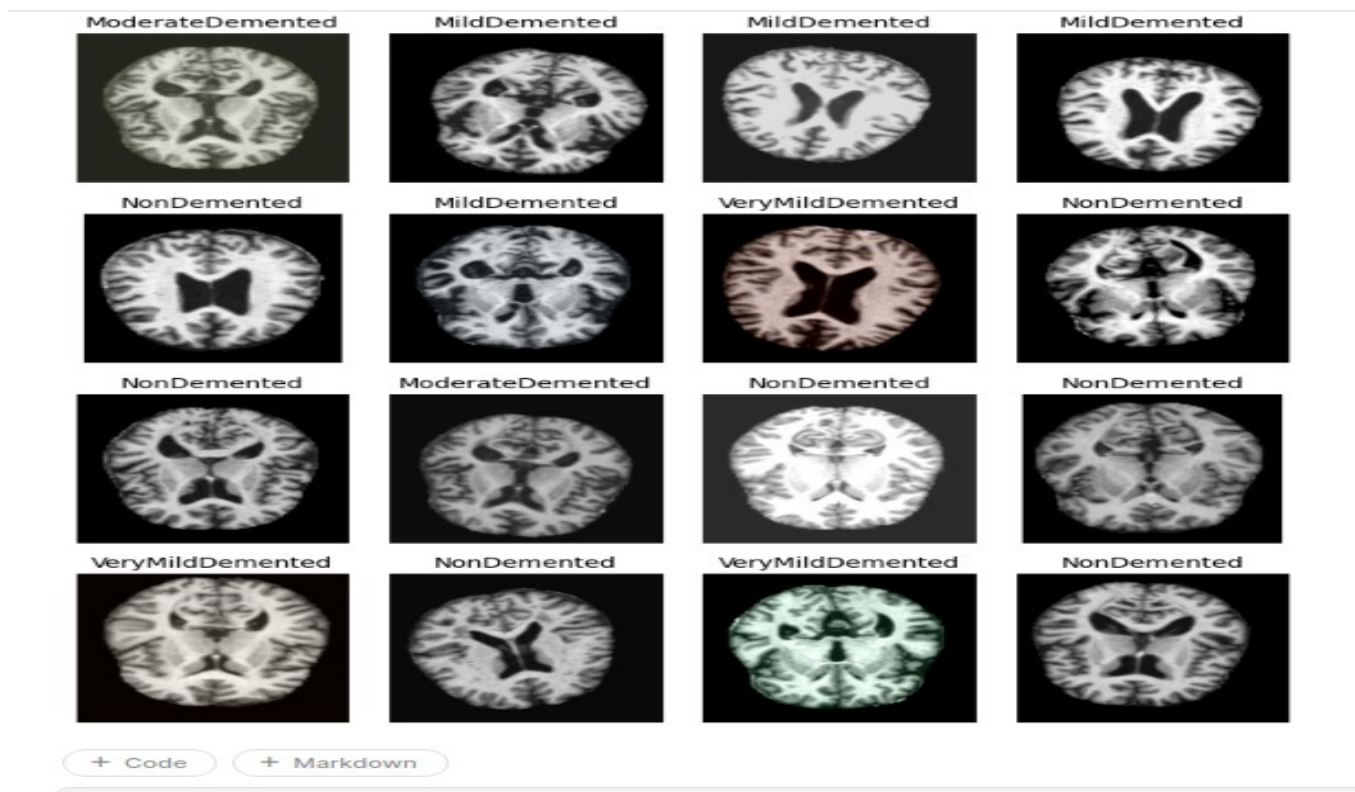 ModerateDemented MildDemented MildDemented MildDemented
NonDemented MildDemented VeryMildDemented NonDemented
NonDemented ModerateDemented NonDemented NonDemented
VeryMildDemented NonDemented VeryMildDemented NonDemented
+ Code + Markdown